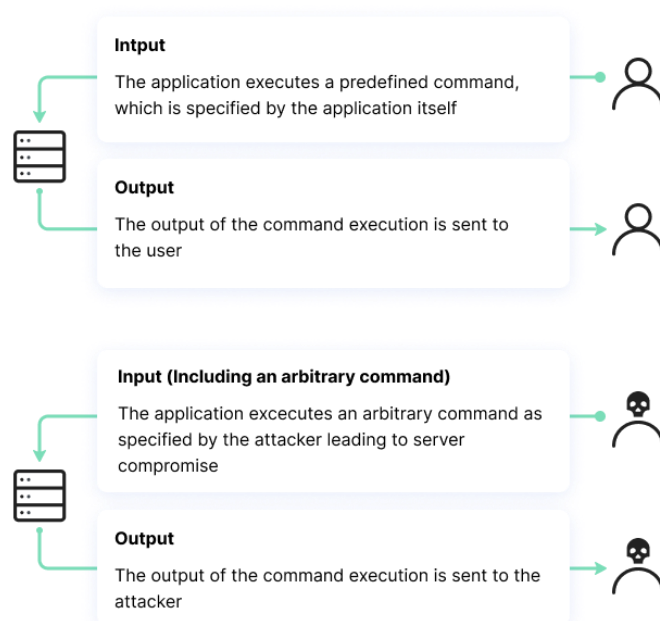 Intput
The application executes a predefined command,
which is specified by the application itself
Output
The output of the command execution is sent to
the user
Input (Including an arbitrary command)
The application excecutes an arbitrary command as
specified by the attacker leading to server
compromise
Output
The output of the command execution is sent to the
attacker